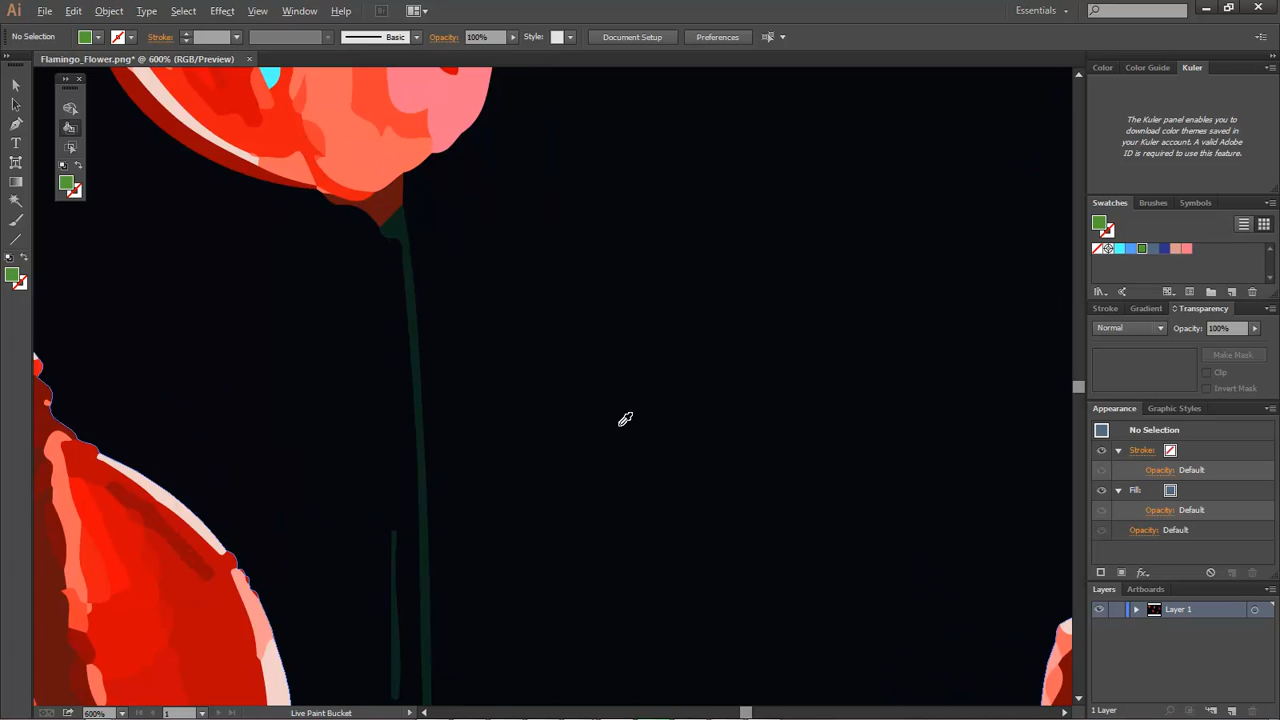 Ai File Edit Object Type Select Effect View Window Help Br Essentials
No Selection Stroke: Basic Opacity: 100% Style: Document Setup Preferences
Flamingo_Flower.png* @ 600% (RGB/Preview)
Color Color Guide Kuler
The Kuler panel enables you to
download color themes saved in
your Kuler account. A valid Adobe
ID is required to use this feature.
Swatches Brushes Symbols
Stroke Gradient Transparency
Normal Opacity: 100%
Make Mask
Clip
Invert Mask
Appearance Graphic Styles
No Selection
Stroke:
Opacity: Default
Fill:
Opacity: Default
Opacity: Default
fx
Layers Artboards
Layer 1
600% 1 Live Paint Bucket 1 Layer